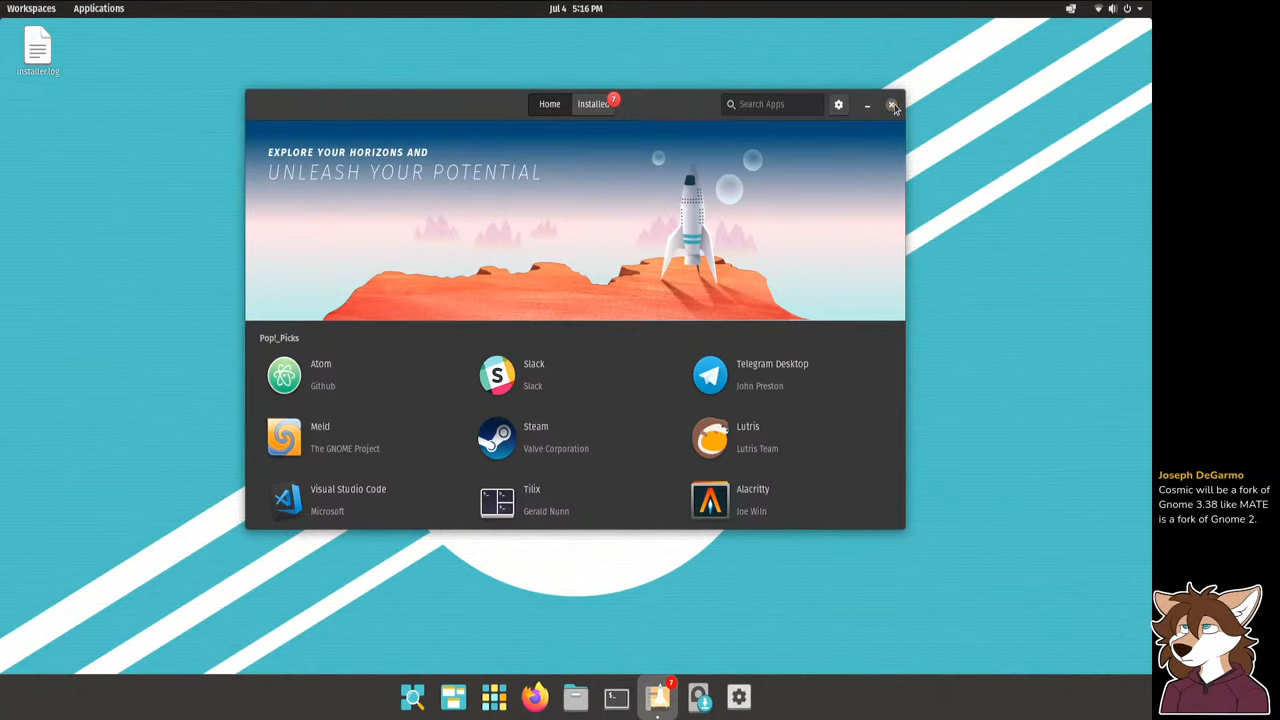 Workspaces Applications Jul 4 5:16 PM
installer.log
Home Installed 7 Search Apps
EXPLORE YOUR HORIZONS AND
UNLEASH YOUR POTENTIAL
Pop!_Picks
Atom
Github
Slack
Slack
Telegram Desktop
John Preston
Meld
The GNOME Project
Steam
Valve Corporation
Lutris
Lutris Team
Visual Studio Code
Microsoft
Tilix
Gerald Nunn
Alacritty
Joe Wiln
Joseph DeGarmo
Cosmic will be a fork of
Gnome 3.38 like MATE
is a fork of Gnome 2.
7